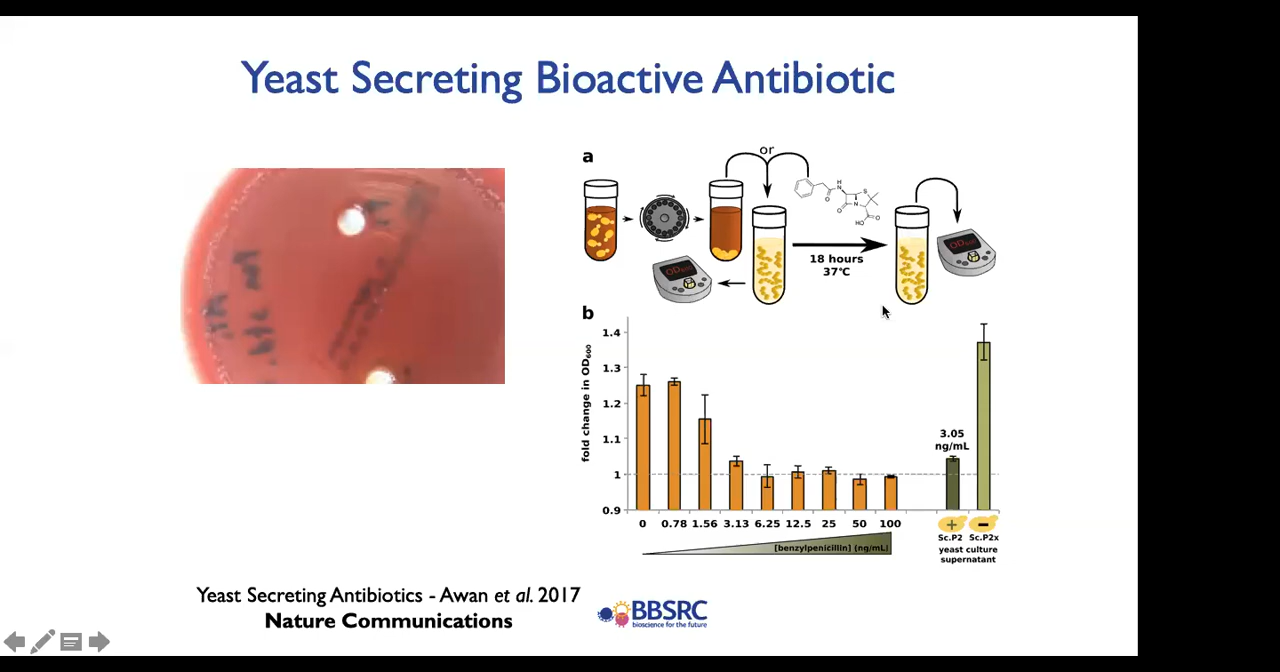 Yeast Secreting Bioactive Antibiotic
a
or
H
N
O
S
N
O
O
HO
OD600
18 hours
37℃
OD600
b
fold change in OD600
1.4
1.3
1.2
1.1
1
0.9
3.05
ng/mL
0 0.78 1.56 3.13 6.25 12.5 25 50 100
[benzylpenicillin] (ng/mL)
+ −
Sc.P2 Sc.P2x
yeast culture
supernatant
Yeast Secreting Antibiotics - Awan et al. 2017
Nature Communications
BBSRC
bioscience for the future